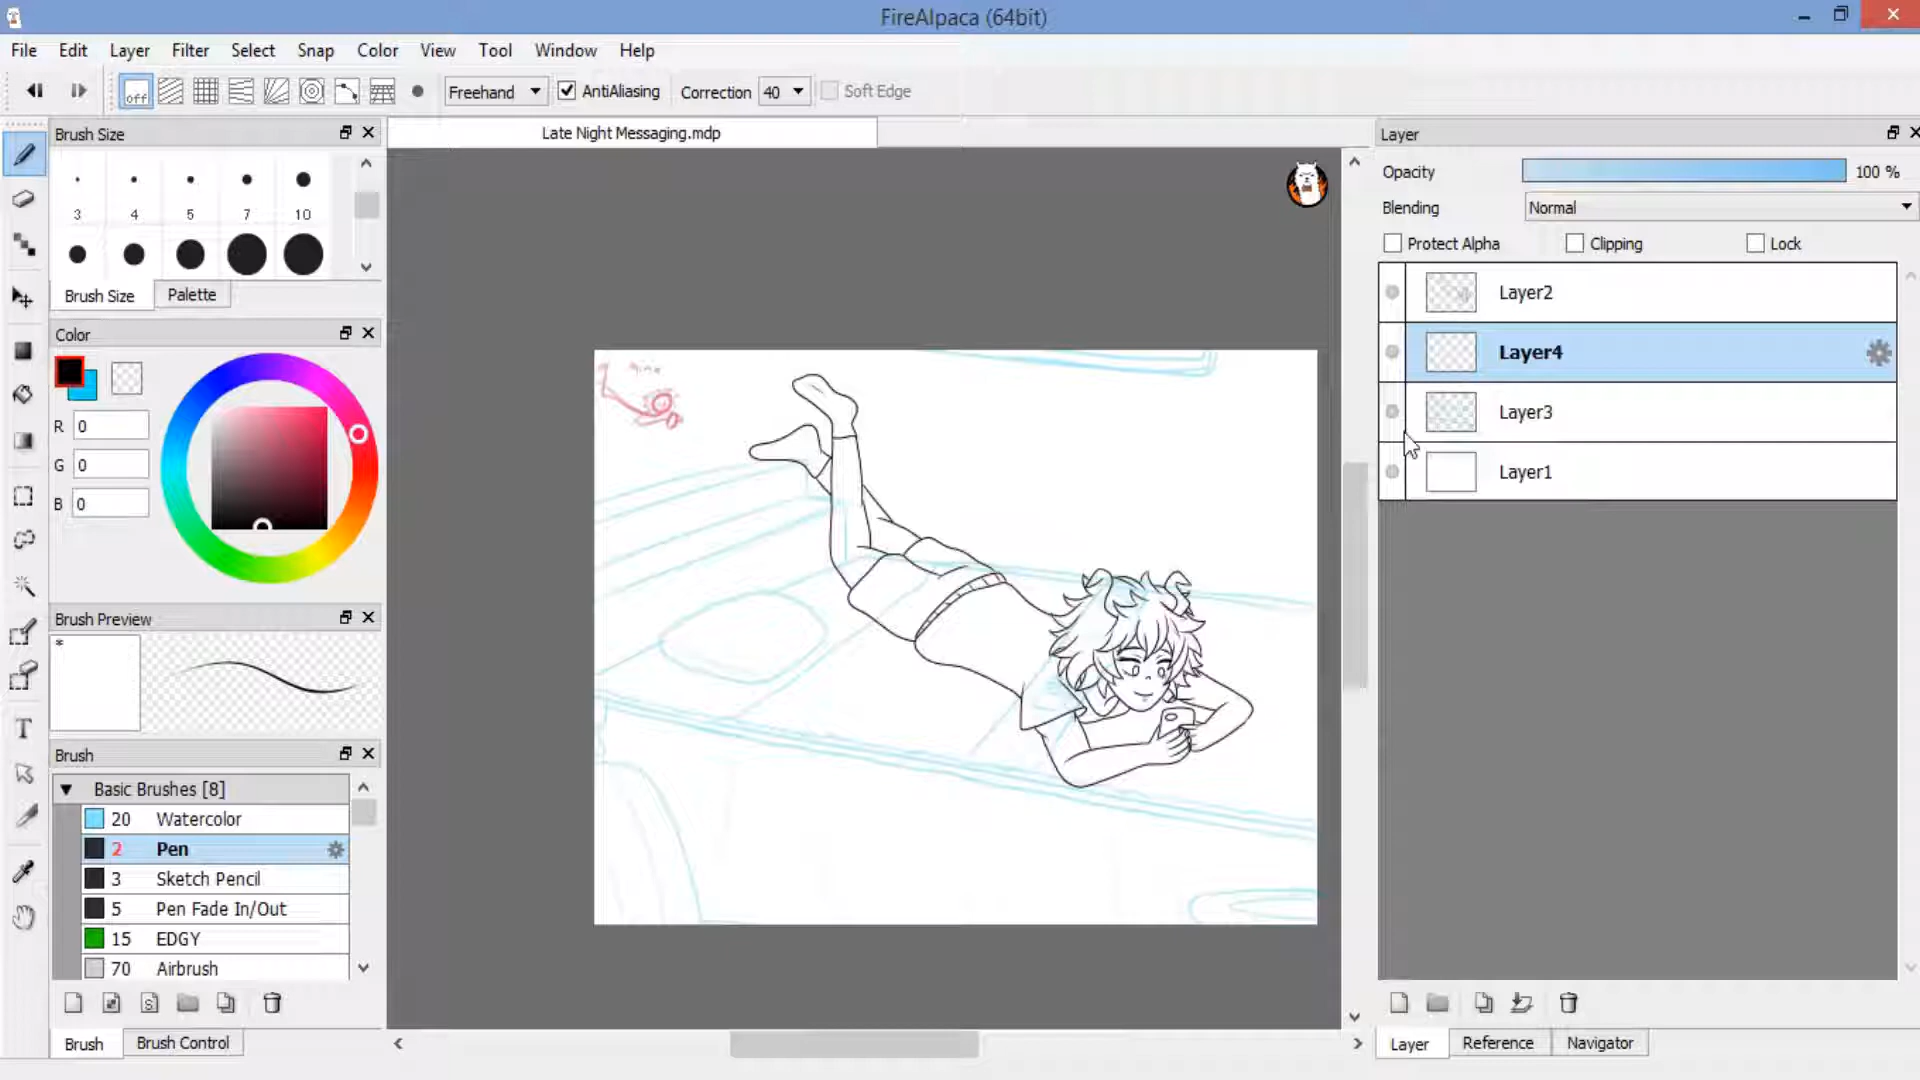 FireAlpaca (64bit)
File Edit Layer Filter Select Snap Color View Tool Window Help
off Freehand AntiAliasing Correction 40 Soft Edge
Brush Size
3 4 5 7 10
Brush Size Palette
Color
R 0
G 0
B 0
Brush Preview
*
Brush
Basic Brushes [8]
20 Watercolor
2 Pen
3 Sketch Pencil
5 Pen Fade In/Out
15 EDGY
70 Airbrush
S
Brush Brush Control
Late Night Messaging.mdp
Layer
Opacity 100 %
Blending Normal
Protect Alpha Clipping Lock
Layer2
Layer4
Layer3
Layer1
Layer Reference Navigator
T